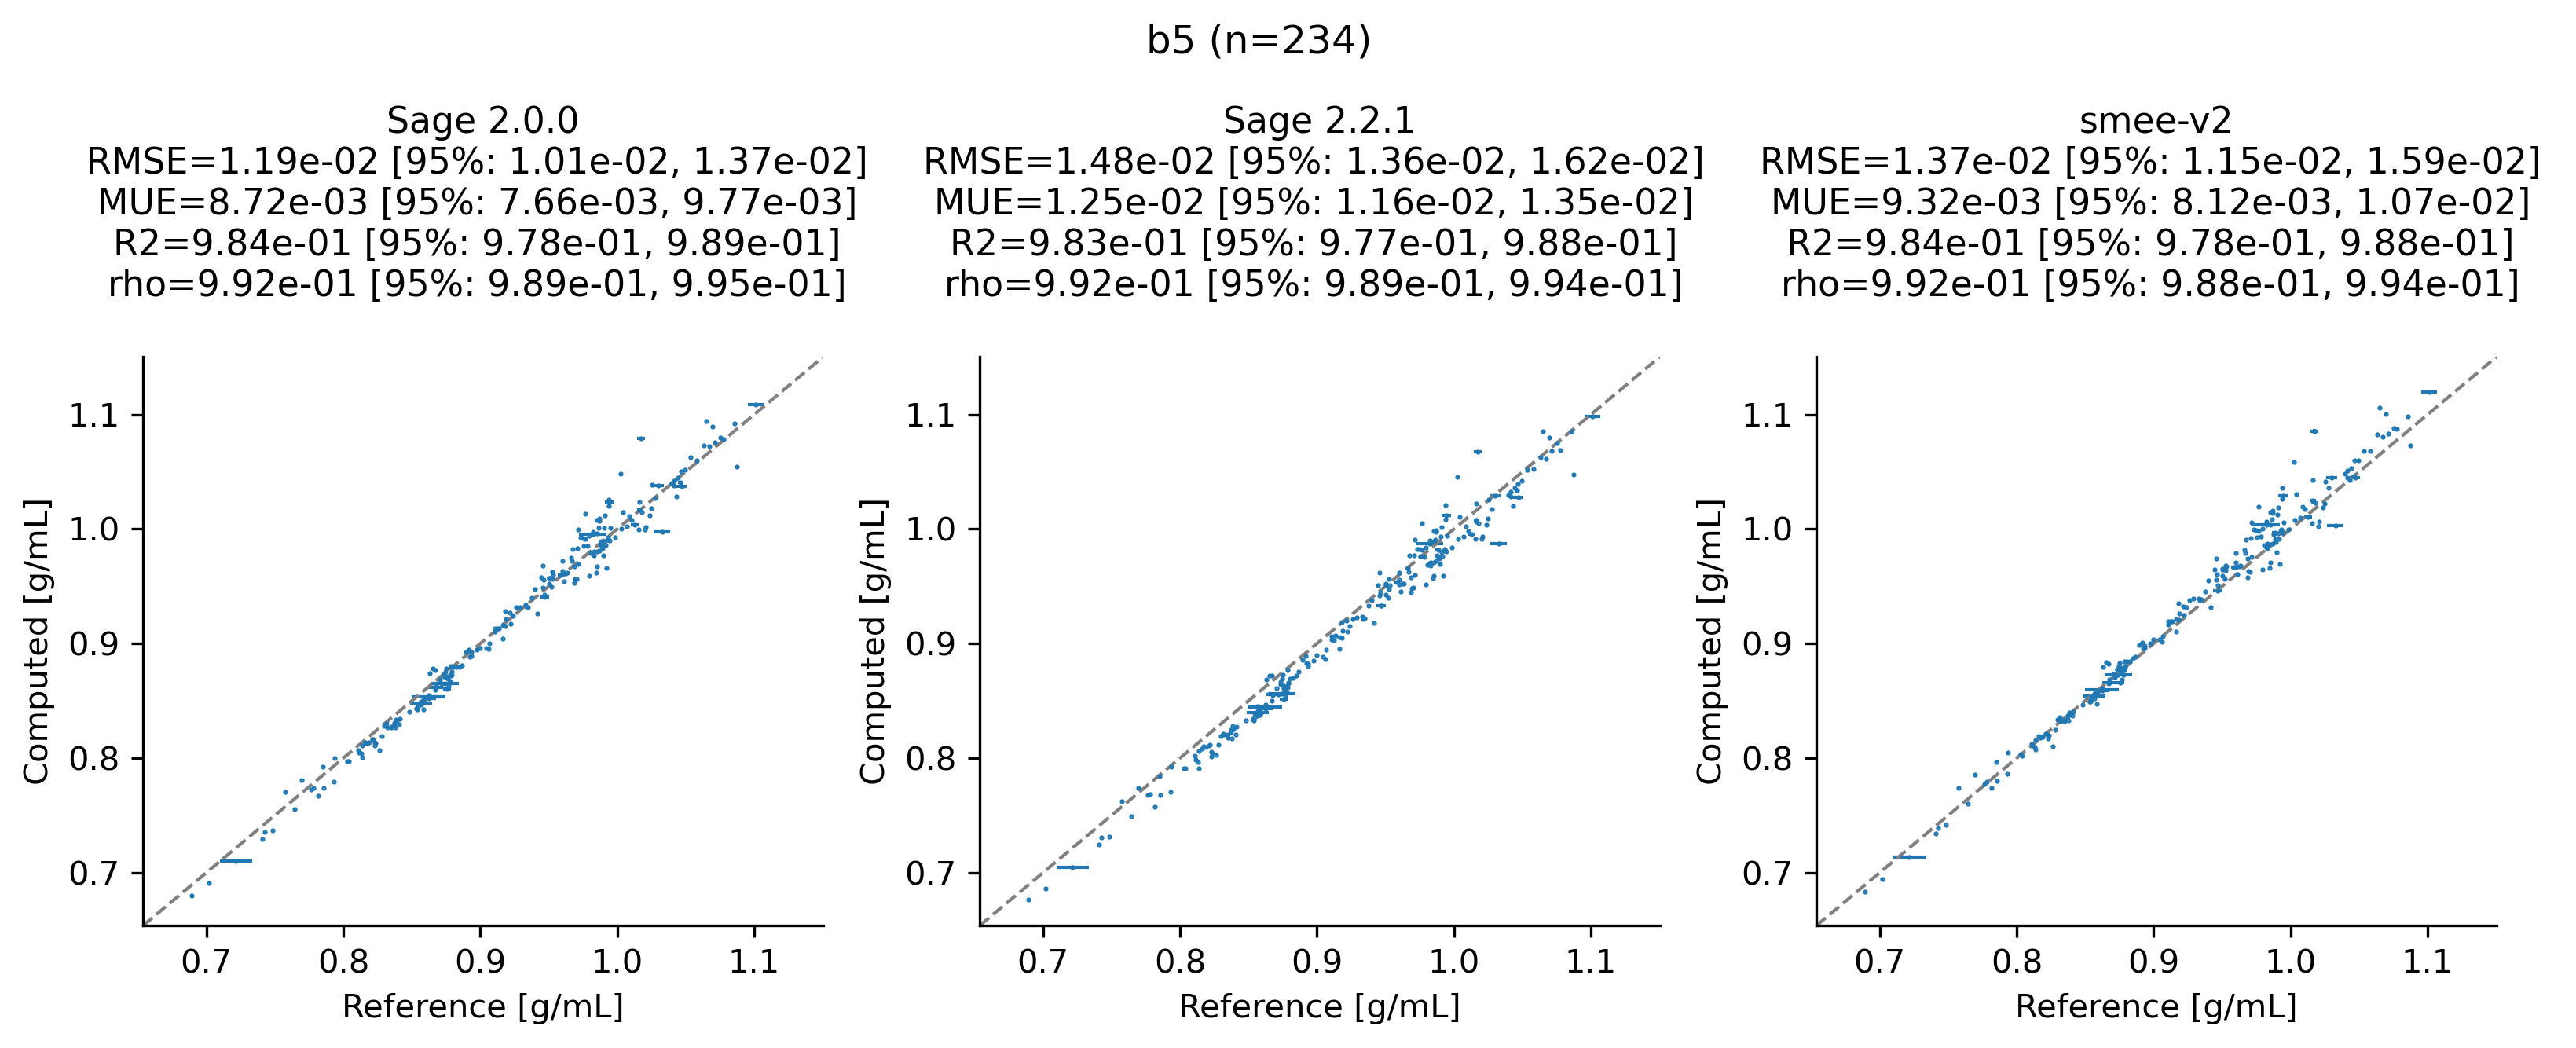 b5 (n=234)
Sage 2.0.0
RMSE=1.19e-02 [95%: 1.01e-02, 1.37e-02]
MUE=8.72e-03 [95%: 7.66e-03, 9.77e-03]
R2=9.84e-01 [95%: 9.78e-01, 9.89e-01]
rho=9.92e-01 [95%: 9.89e-01, 9.95e-01]
Computed [g/mL]
1.1
1.0
0.9
0.8
0.7
0.7 0.8 0.9 1.0 1.1
Reference [g/mL]
Sage 2.2.1
RMSE=1.48e-02 [95%: 1.36e-02, 1.62e-02]
MUE=1.25e-02 [95%: 1.16e-02, 1.35e-02]
R2=9.83e-01 [95%: 9.77e-01, 9.88e-01]
rho=9.92e-01 [95%: 9.89e-01, 9.94e-01]
Computed [g/mL]
1.1
1.0
0.9
0.8
0.7
0.7 0.8 0.9 1.0 1.1
Reference [g/mL]
smee-v2
RMSE=1.37e-02 [95%: 1.15e-02, 1.59e-02]
MUE=9.32e-03 [95%: 8.12e-03, 1.07e-02]
R2=9.84e-01 [95%: 9.78e-01, 9.88e-01]
rho=9.92e-01 [95%: 9.88e-01, 9.94e-01]
Computed [g/mL]
1.1
1.0
0.9
0.8
0.7
0.7 0.8 0.9 1.0 1.1
Reference [g/mL]